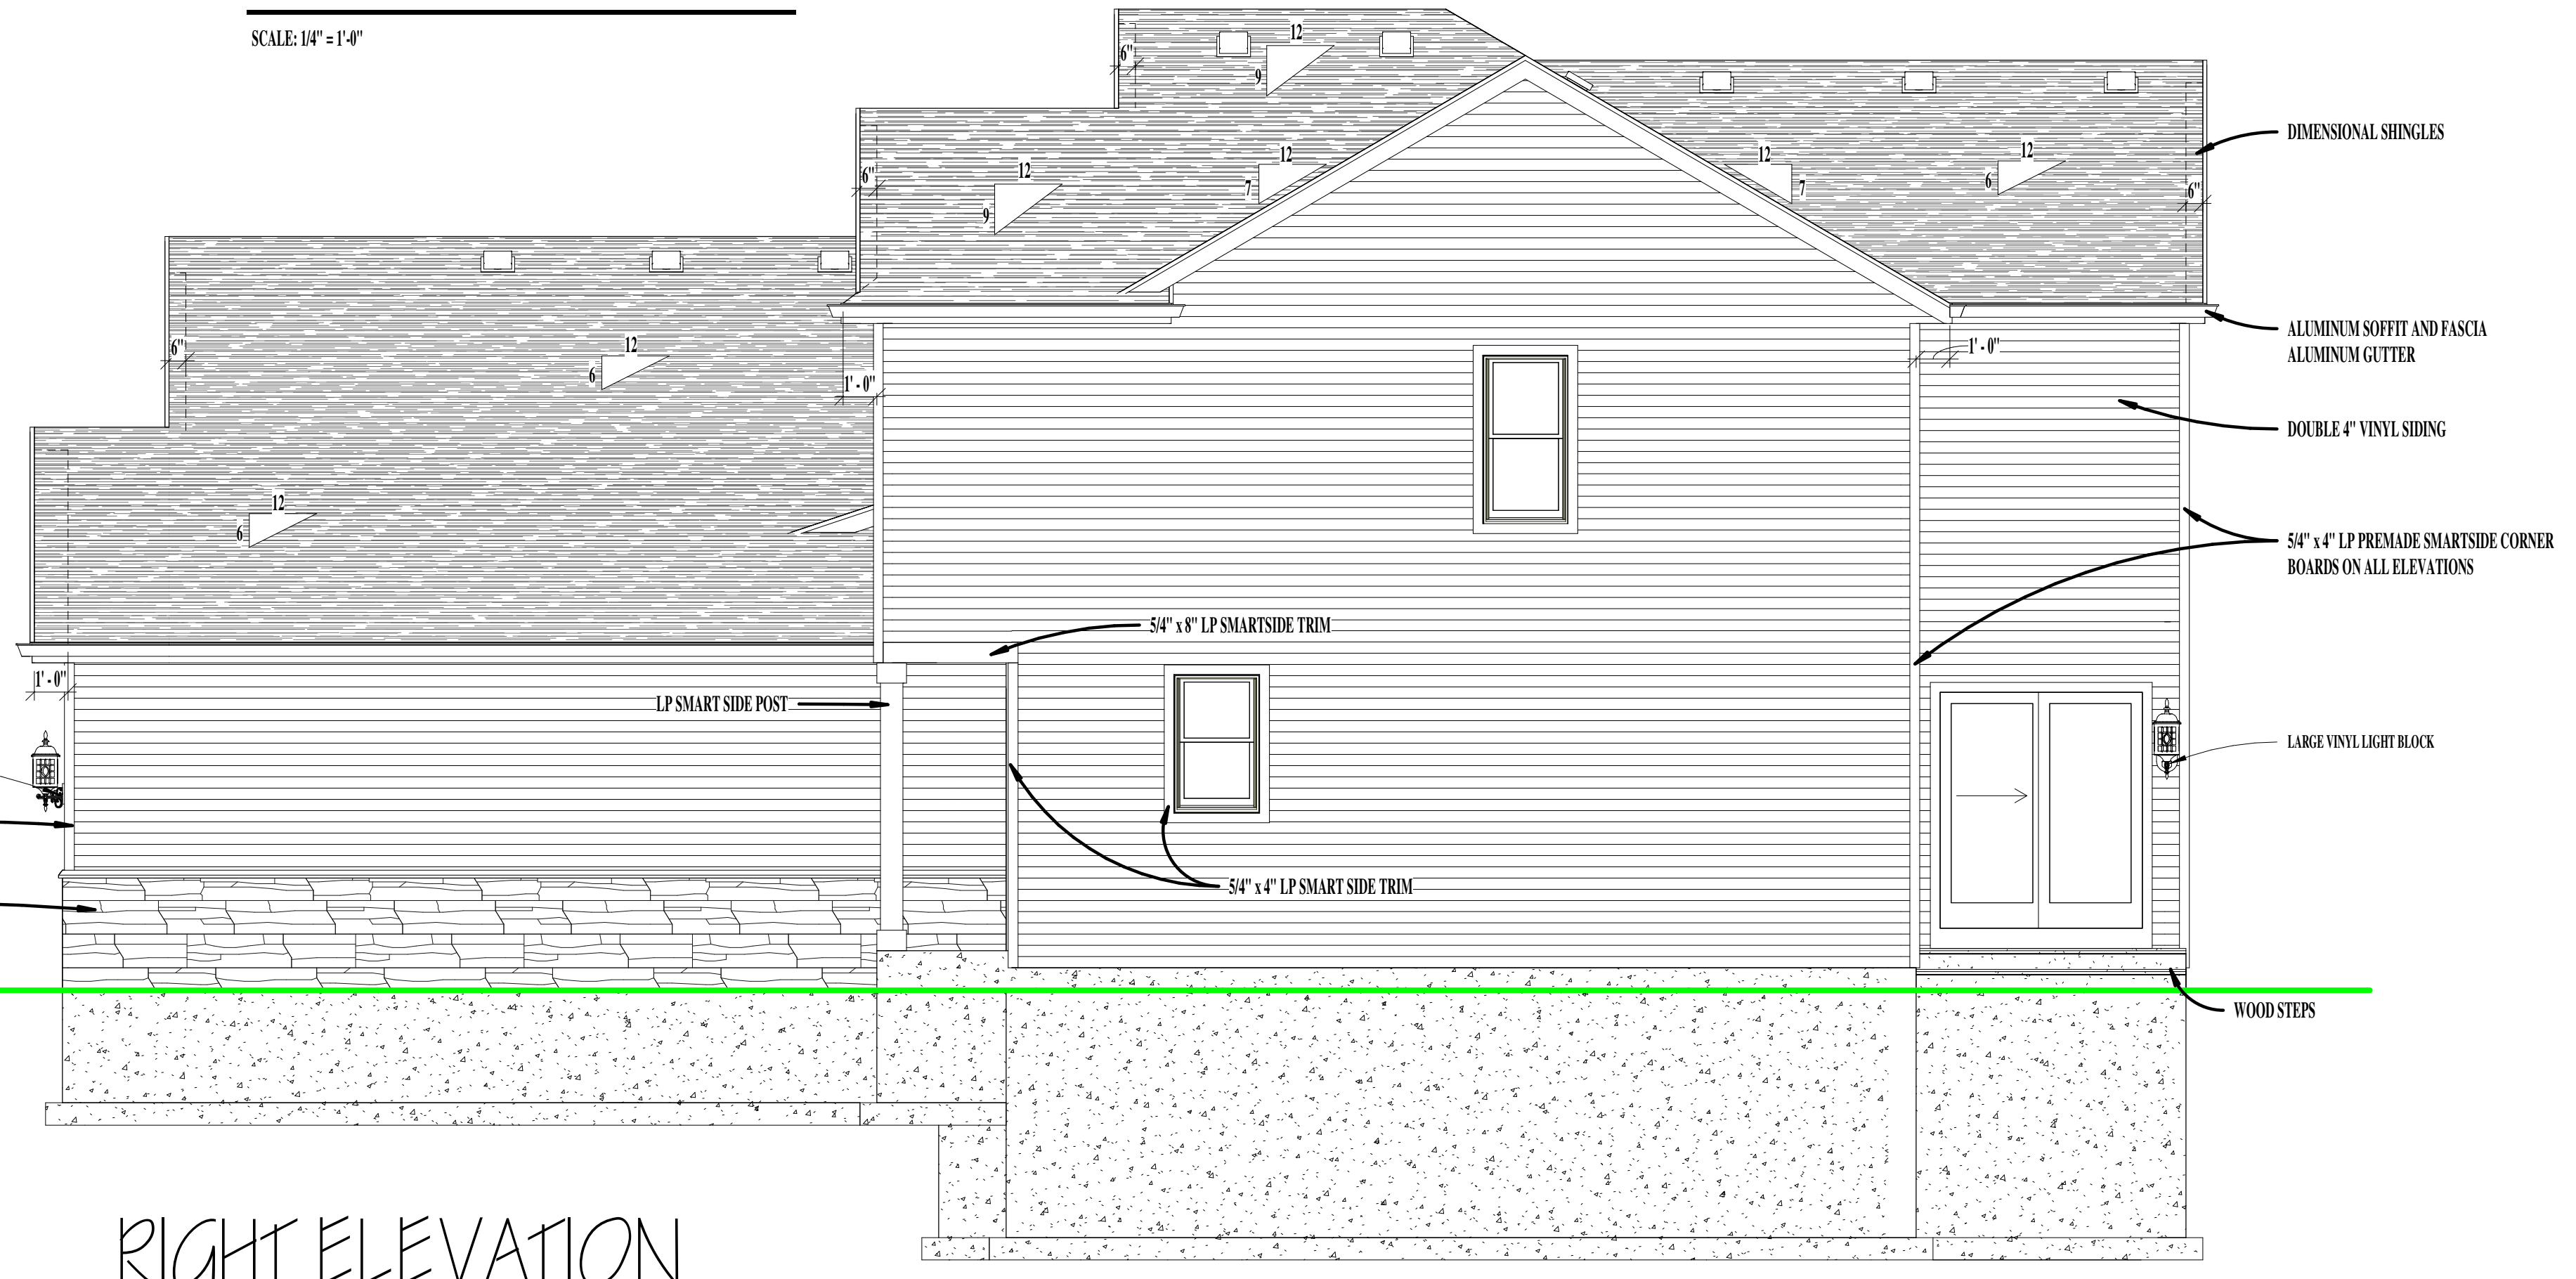 SCALE: 1/4" = 1'-0"
12
9
6"
12
7
12
9
6"
12
7
12
6
6"
DIMENSIONAL SHINGLES
ALUMINUM SOFFIT AND FASCIA
ALUMINUM GUTTER
1' - 0"
6"
12
6
1' - 0"
DOUBLE 4" VINYL SIDING
12
6
5/4" x 4" LP PREMADE SMARTSIDE CORNER
BOARDS ON ALL ELEVATIONS
5/4" x 8" LP SMARTSIDE TRIM
1' - 0"
LP SMART SIDE POST
LARGE VINYL LIGHT BLOCK
5/4" x 4" LP SMART SIDE TRIM
WOOD STEPS
RIGHT ELEVATION